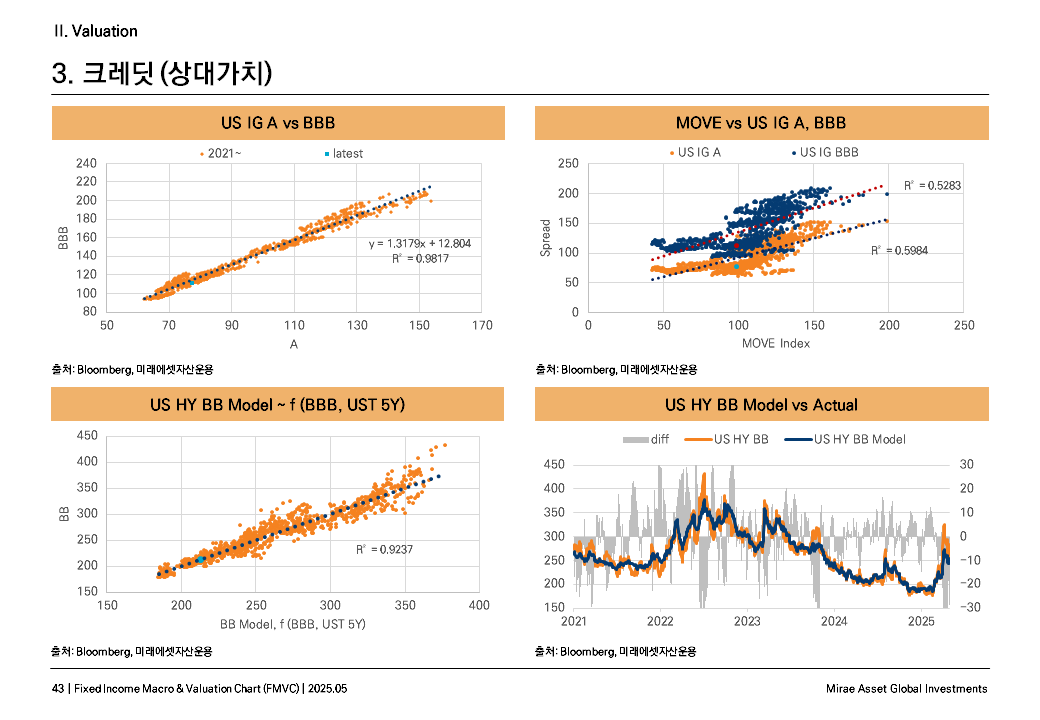 II. Valuation
3. 크레딧 (상대가치)
US IG A vs BBB
2021~
latest
240
220
200
180
160
140
120
100
80
BBB
y = 1.3179x + 12.804
R² = 0.9817
50 70 90 110 130 150 170
A
출처: Bloomberg, 미래에셋자산운용
MOVE vs US IG A, BBB
US IG A
US IG BBB
250
200
150
100
50
0
Spread
R² = 0.5283
R² = 0.5984
0 50 100 150 200 250
MOVE Index
출처: Bloomberg, 미래에셋자산운용
US HY BB Model ~ f (BBB, UST 5Y)
450
400
350
300
250
200
150
BB
R² = 0.9237
150 200 250 300 350 400
BB Model, f (BBB, UST 5Y)
출처: Bloomberg, 미래에셋자산운용
US HY BB Model vs Actual
diff
US HY BB
US HY BB Model
450
400
350
300
250
200
150
30
20
10
0
-10
-20
-30
2021 2022 2023 2024 2025
출처: Bloomberg, 미래에셋자산운용
43 | Fixed Income Macro & Valuation Chart (FMVC) | 2025.05
Mirae Asset Global Investments